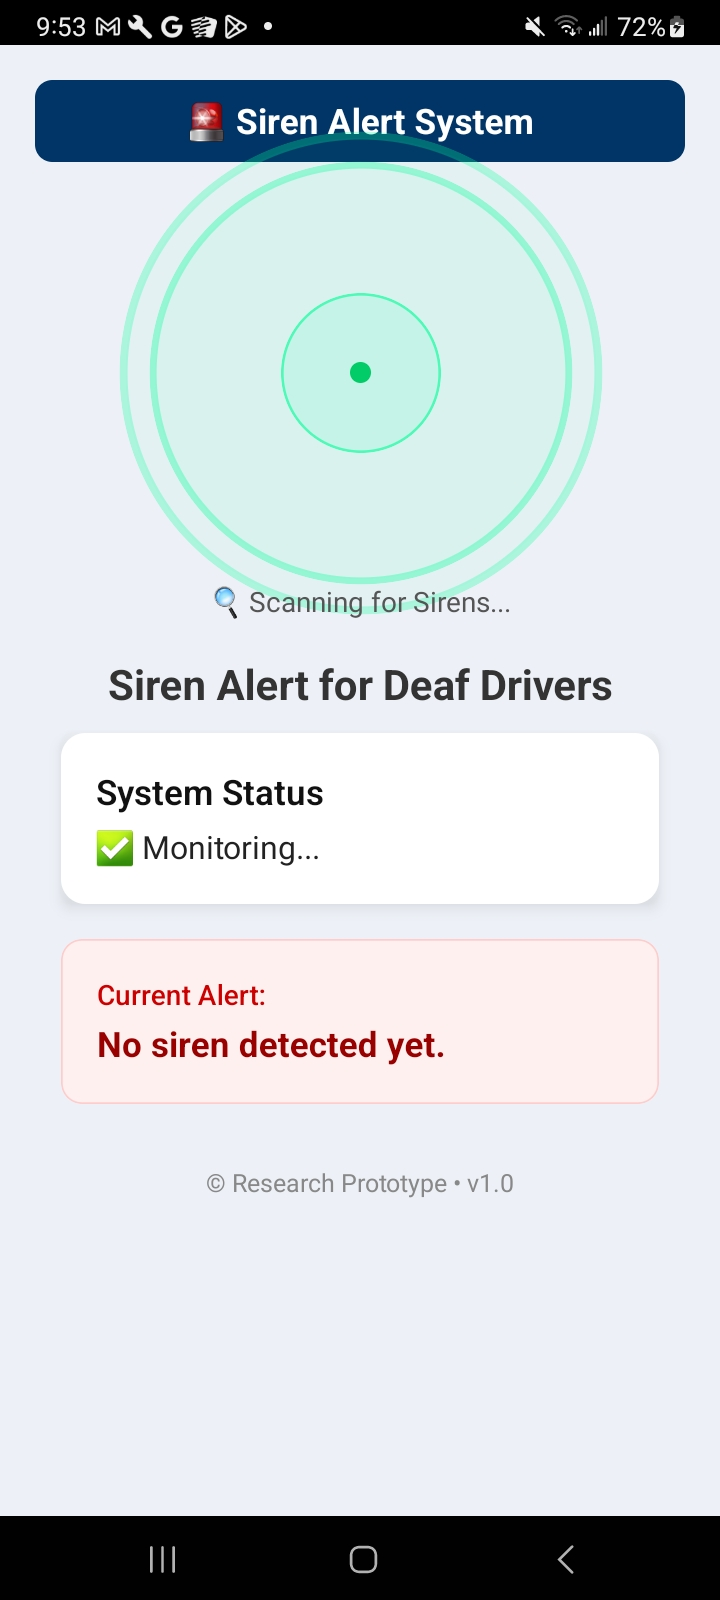 9:53 72%
🚨 Siren Alert System
🔍 Scanning for Sirens...
Siren Alert for Deaf Drivers
System Status
✅ Monitoring...
Current Alert:
No siren detected yet.
© Research Prototype • v1.0